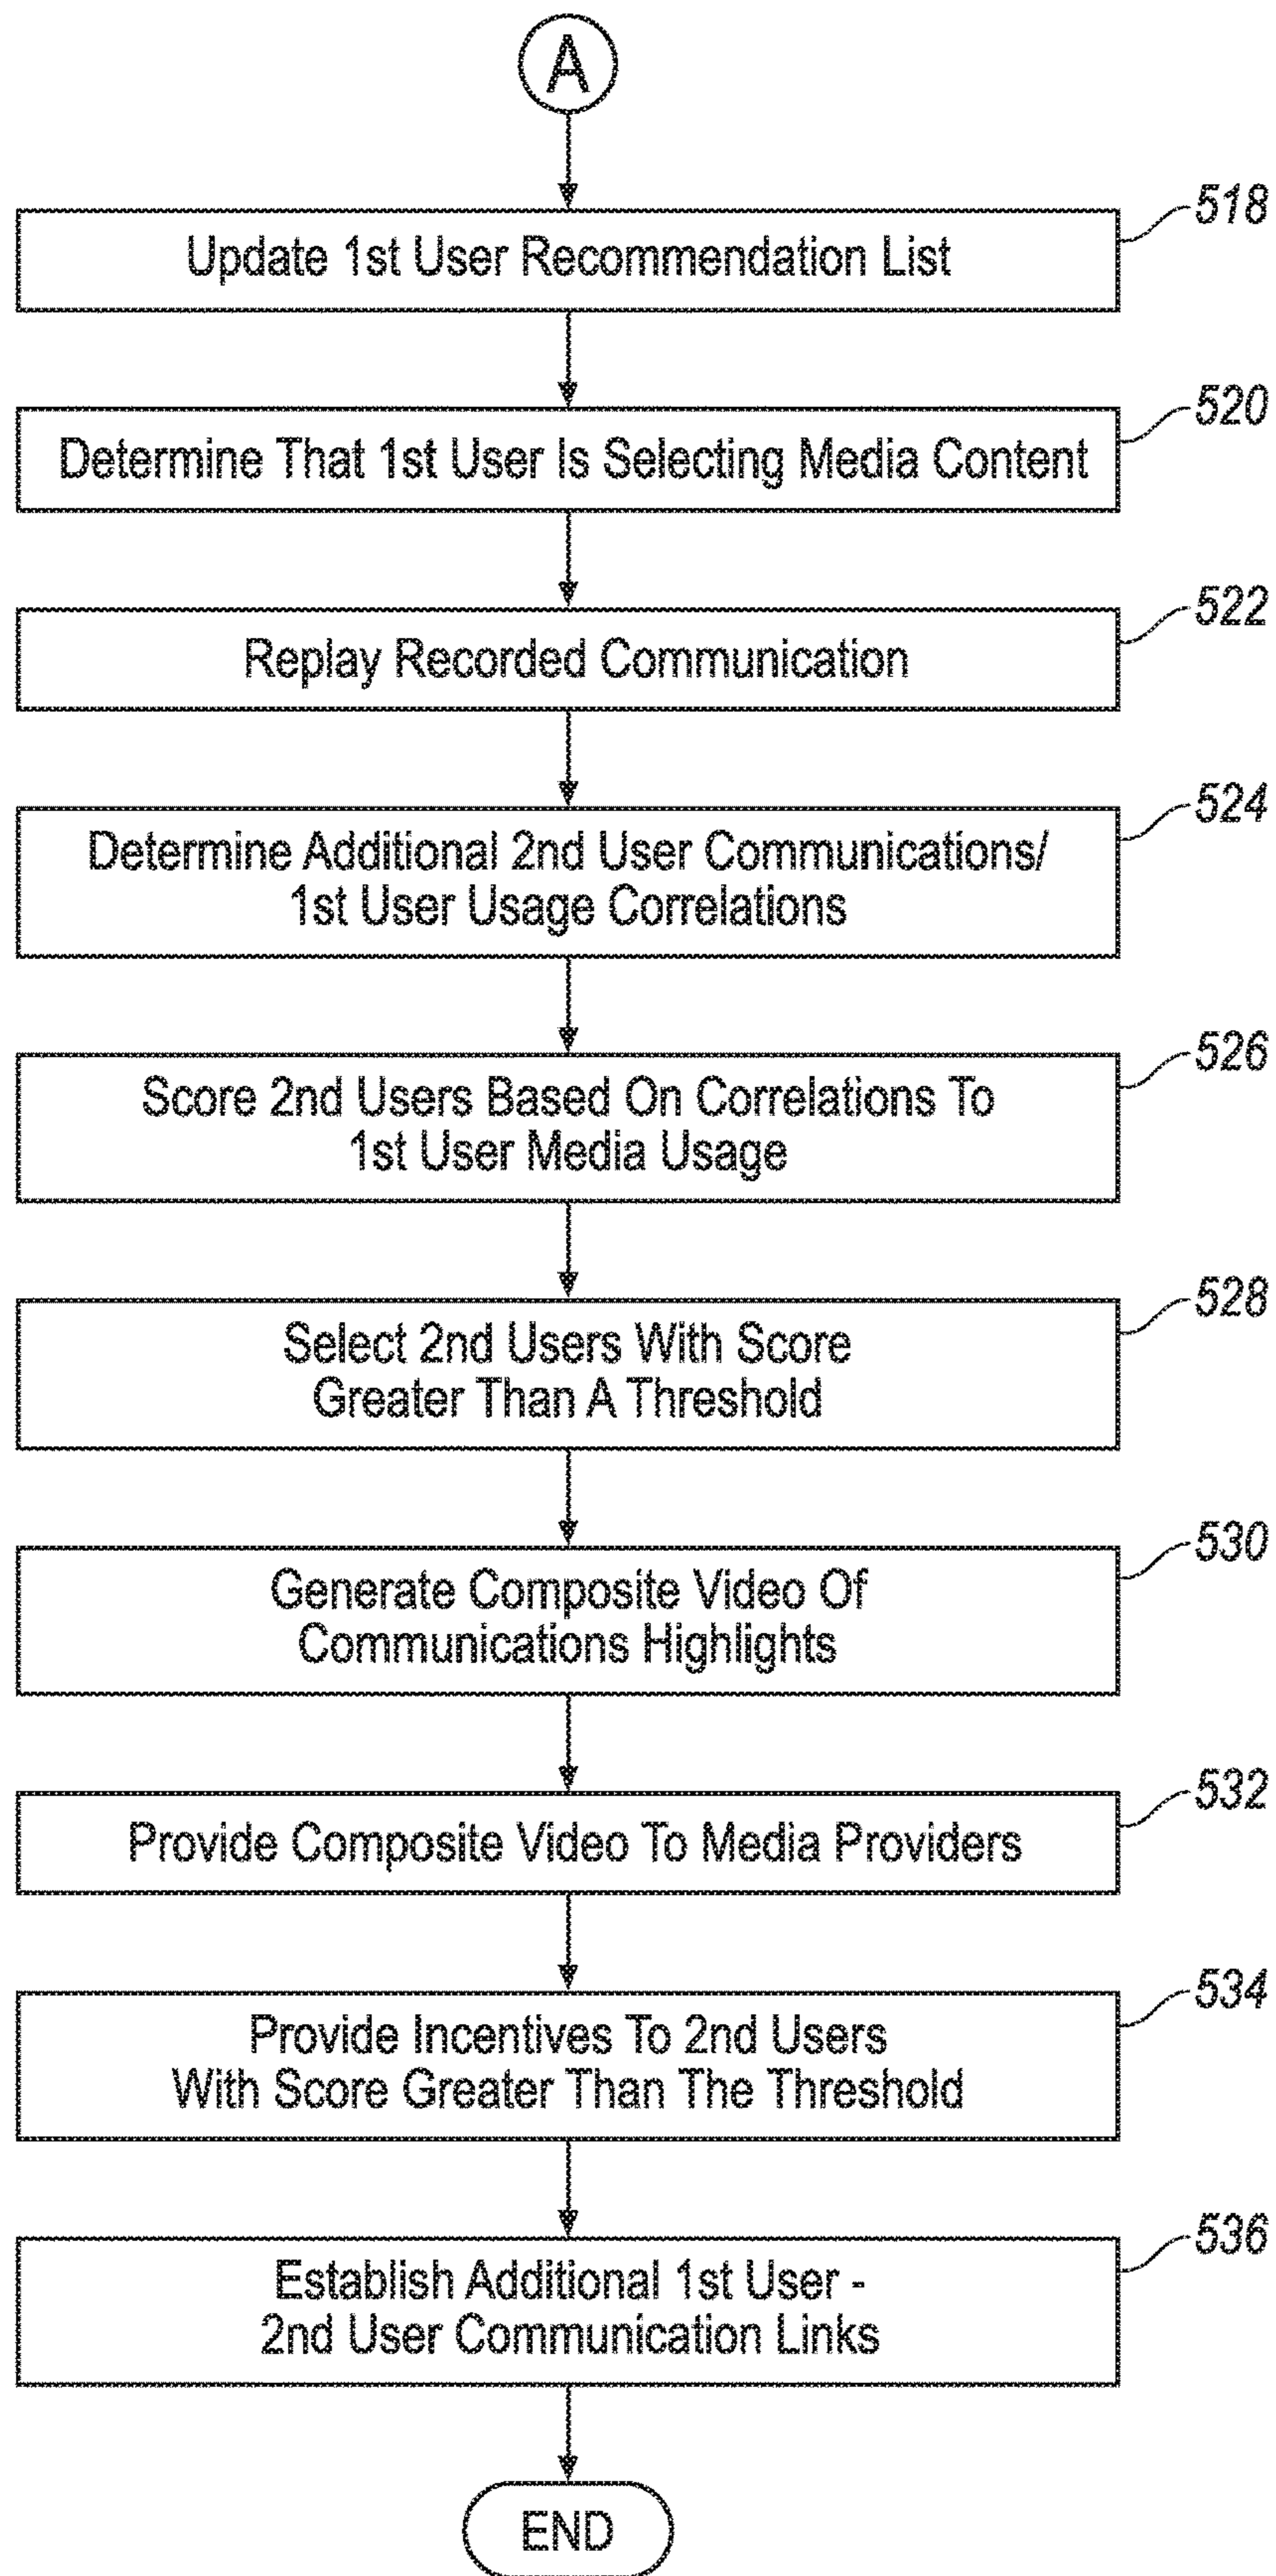 A
518
Update 1st User Recommendation List
520
Determine That 1st User Is Selecting Media Content
522
Replay Recorded Communication
524
Determine Additional 2nd User Communications/
1st User Usage Correlations
526
Score 2nd Users Based On Correlations To
1st User Media Usage
528
Select 2nd Users With Score
Greater Than A Threshold
530
Generate Composite Video Of
Communications Highlights
532
Provide Composite Video To Media Providers
534
Provide Incentives To 2nd Users
With Score Greater Than The Threshold
536
Establish Additional 1st User -
2nd User Communication Links
END